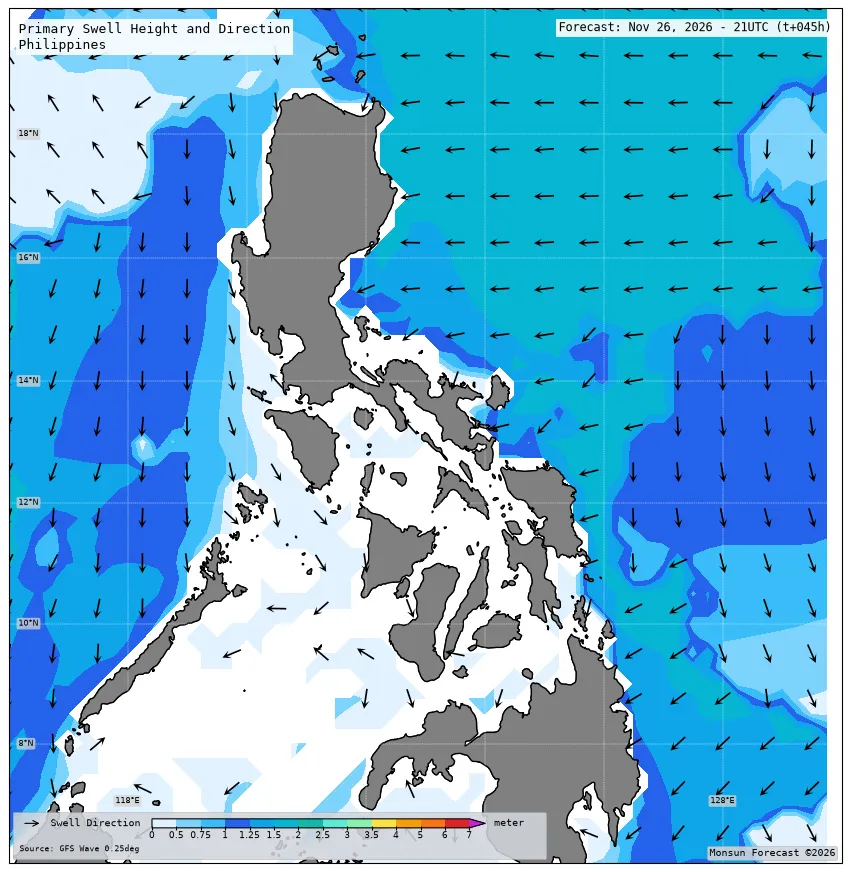 Primary Swell Height and Direction
Philippines
Forecast: Nov 26, 2026 - 21UTC (t+045h)
18°N
16°N
14°N
12°N
10°N
8°N
118°E
128°E
Swell Direction
0 0.5 0.75 1 1.25 1.5 2 2.5 3 3.5 4 5 6 7
meter
Source: GFS Wave 0.25deg
Monsun Forecast ©2026